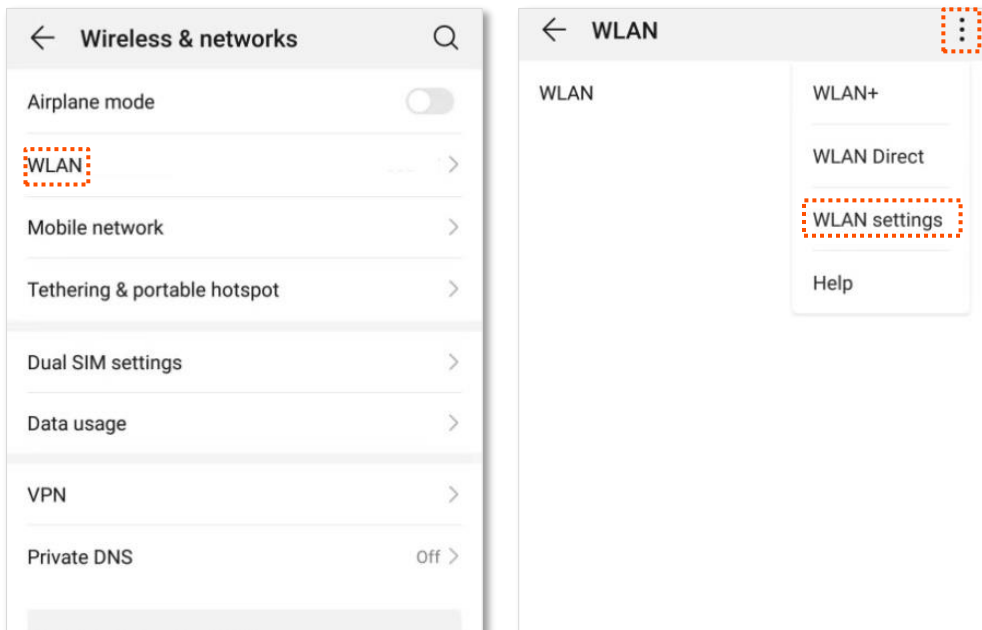 Wireless & networks
Airplane mode
WLAN
Mobile network
Tethering & portable hotspot
Dual SIM settings
Data usage
VPN
Private DNS
Off
WLAN
WLAN
WLAN+
WLAN Direct
WLAN settings
Help